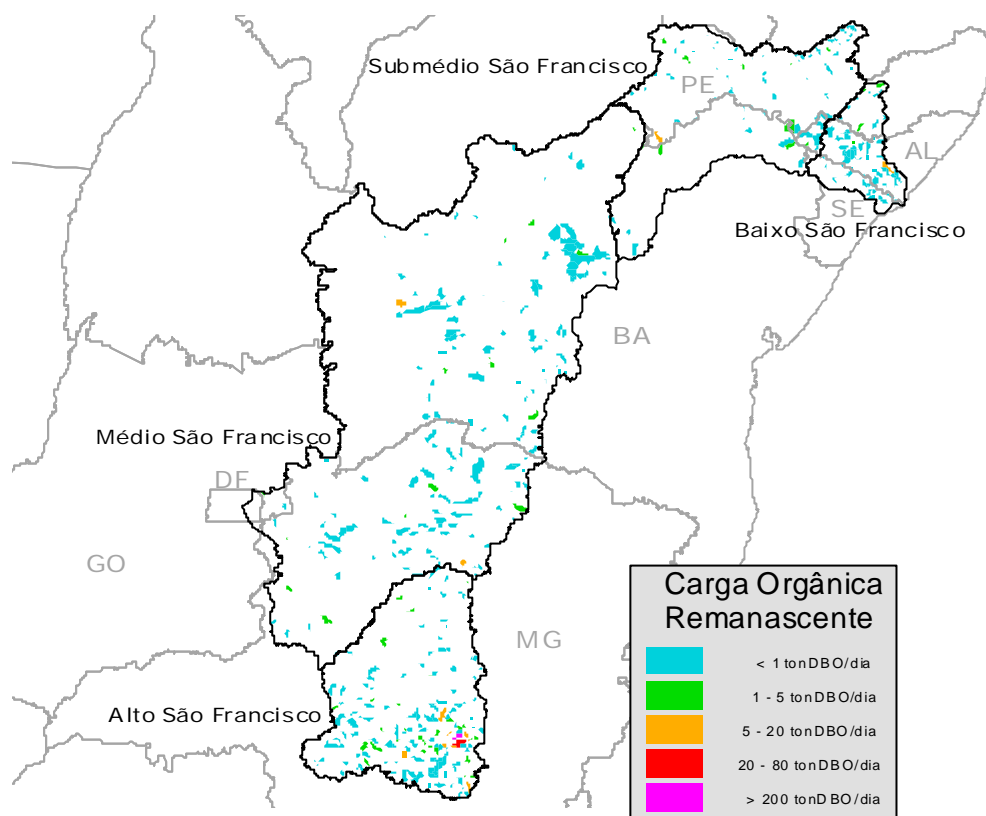 Submédio São Francisco
PE
AL
SE
Baixo São Francisco
BA
Médio São Francisco
DF
GO
MG
Alto São Francisco
Carga Orgânica
Remanascente
< 1 tonDBO/dia
1 - 5 tonDBO/dia
5 - 20 tonDBO/dia
20 - 80 tonDBO/dia
> 200 tonDBO/dia